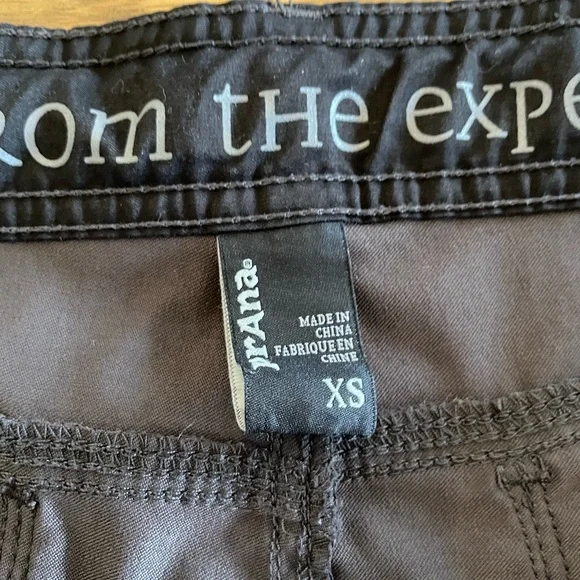 ROM tHe expe
prAna®
MADE IN
CHINA
FABRIQUE EN
CHINE
XS